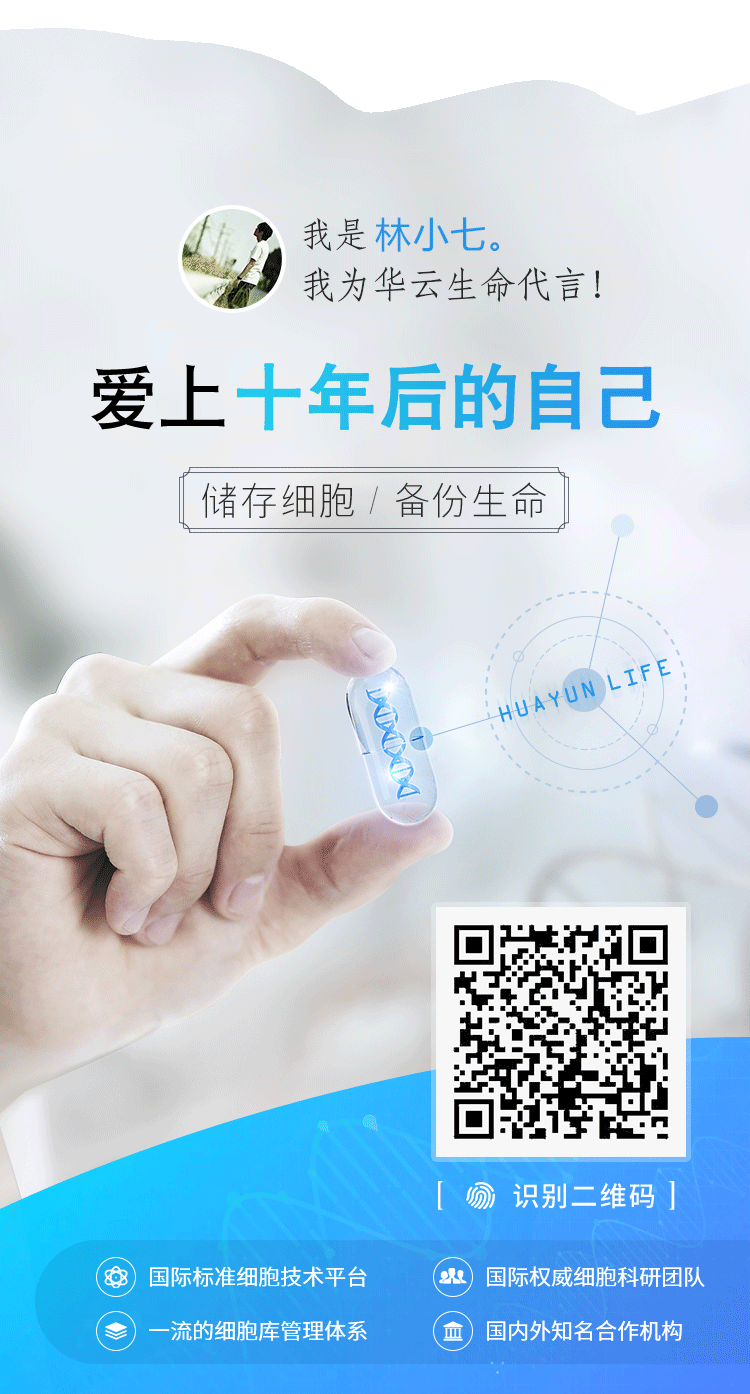 我是林小七。
我为华云生命代言！
爱上十年后的自己
储存细胞 / 备份生命
HUAYUN LIFE
[ 识别二维码 ]
国际标准细胞技术平台
国际权威细胞科研团队
一流的细胞库管理体系
国内外知名合作机构